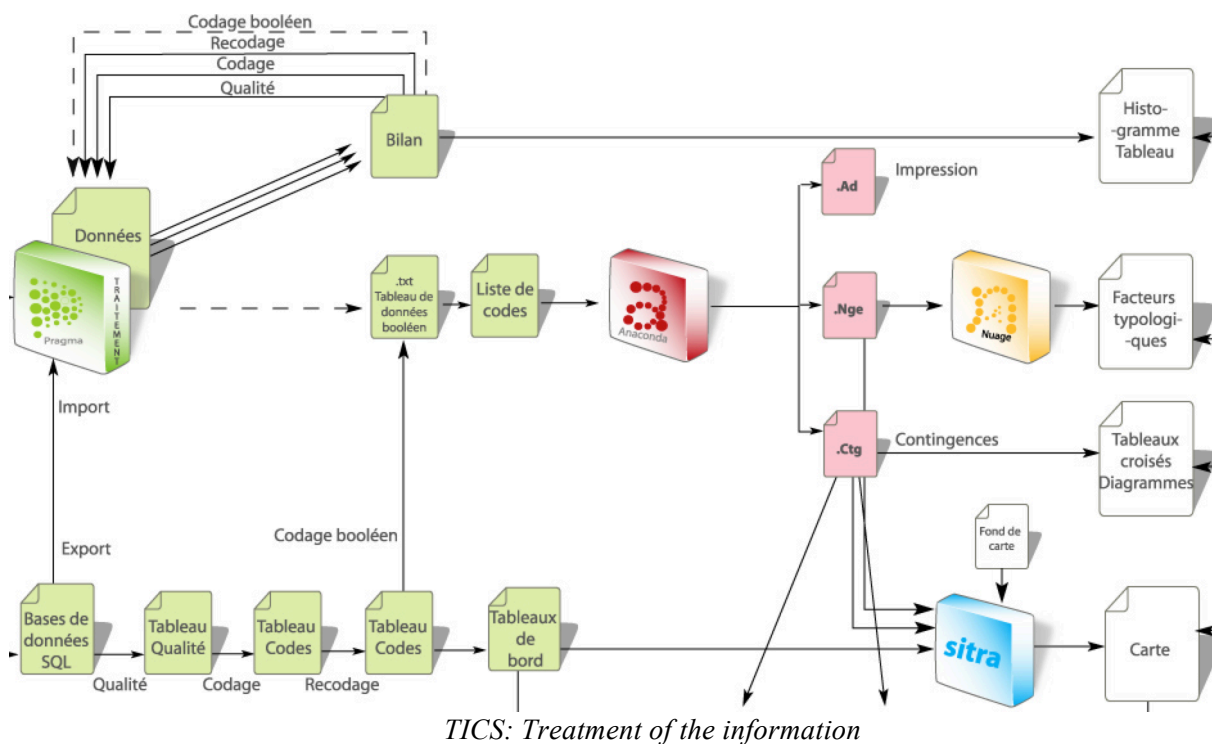 Codage booléen
Recodage
Codage
Qualité
Bilan
Histo-
-gramme
Tableau
.Ad
Impression
Données
TRAITEMENT
Pragma
.txt
Tableau de
données
booléen
Liste de
codes
Anaconda
.Nge
Nuage
Facteurs
typologi-
-ques
Import
.Ctg
Contingences
Tableaux
croisés
Diagrammes
Codage booléen
Export
Fond de
carte
Bases de
données
SQL
Tableau
Qualité
Tableau
Codes
Tableau
Codes
Tableaux
de
bord
sitra
Carte
Qualité
Codage
Recodage
TICS: Treatment of the information